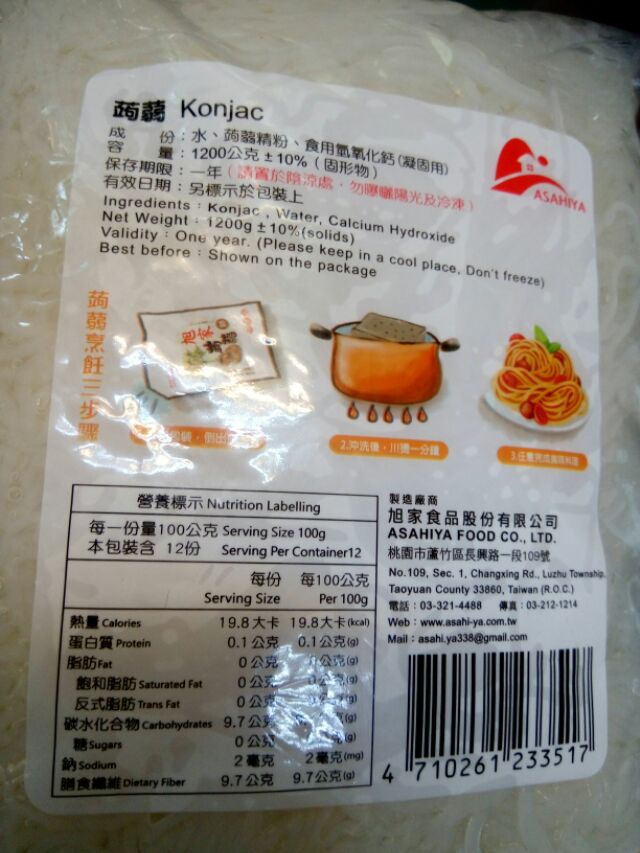 蒟蒻 Konjac
成份：水、蒟蒻精粉、食用氫氧化鈣(凝固用)
容量：1200公克±10%（固形物）
保存期限：一年（請置於陰涼處，勿曝曬陽光及冷凍）
有效日期：另標示於包裝上
Ingredients：Konjac, Water, Calcium Hydroxide
Net Weight：1200g±10%(solids)
Validity：One year. (Please keep in a cool place, Don't freeze)
Best before：Shown on the package
ASAHIYA
蒟蒻烹飪三步驟
2.沖洗後，川燙一分鐘
營養標示 Nutrition Labelling
每一份量100公克 Serving Size 100g
本包裝含 12份 Serving Per Container12
每份 每100公克
Serving Size Per 100g
熱量 Calories 19.8大卡 19.8大卡(kcal)
蛋白質 Protein 0.1公克 0.1公克(g)
脂肪 Fat 0公克 0公克(g)
飽和脂肪 Saturated Fat 0公克 0公克(g)
反式脂肪 Trans Fat 0公克
碳水化合物 Carbohydrates 9.7公克
糖 Sugars 0公克
鈉 Sodium 2毫克 2毫克(mg)
膳食纖維 Dietary Fiber 9.7公克 9.7公克(g)
製造廠商
旭家食品股份有限公司
ASAHIYA FOOD CO., LTD.
桃園市蘆竹區長興路一段109號
No.109, Sec. 1, Changxing Rd., Luzhu Township,
Taoyuan County 33860, Taiwan (R.O.C.)
電話：03-321-4488 傳真：03-212-1214
Web：www.asahi-ya.com.tw
Mail：asahi.ya338@gmail.com
4 710261 233517